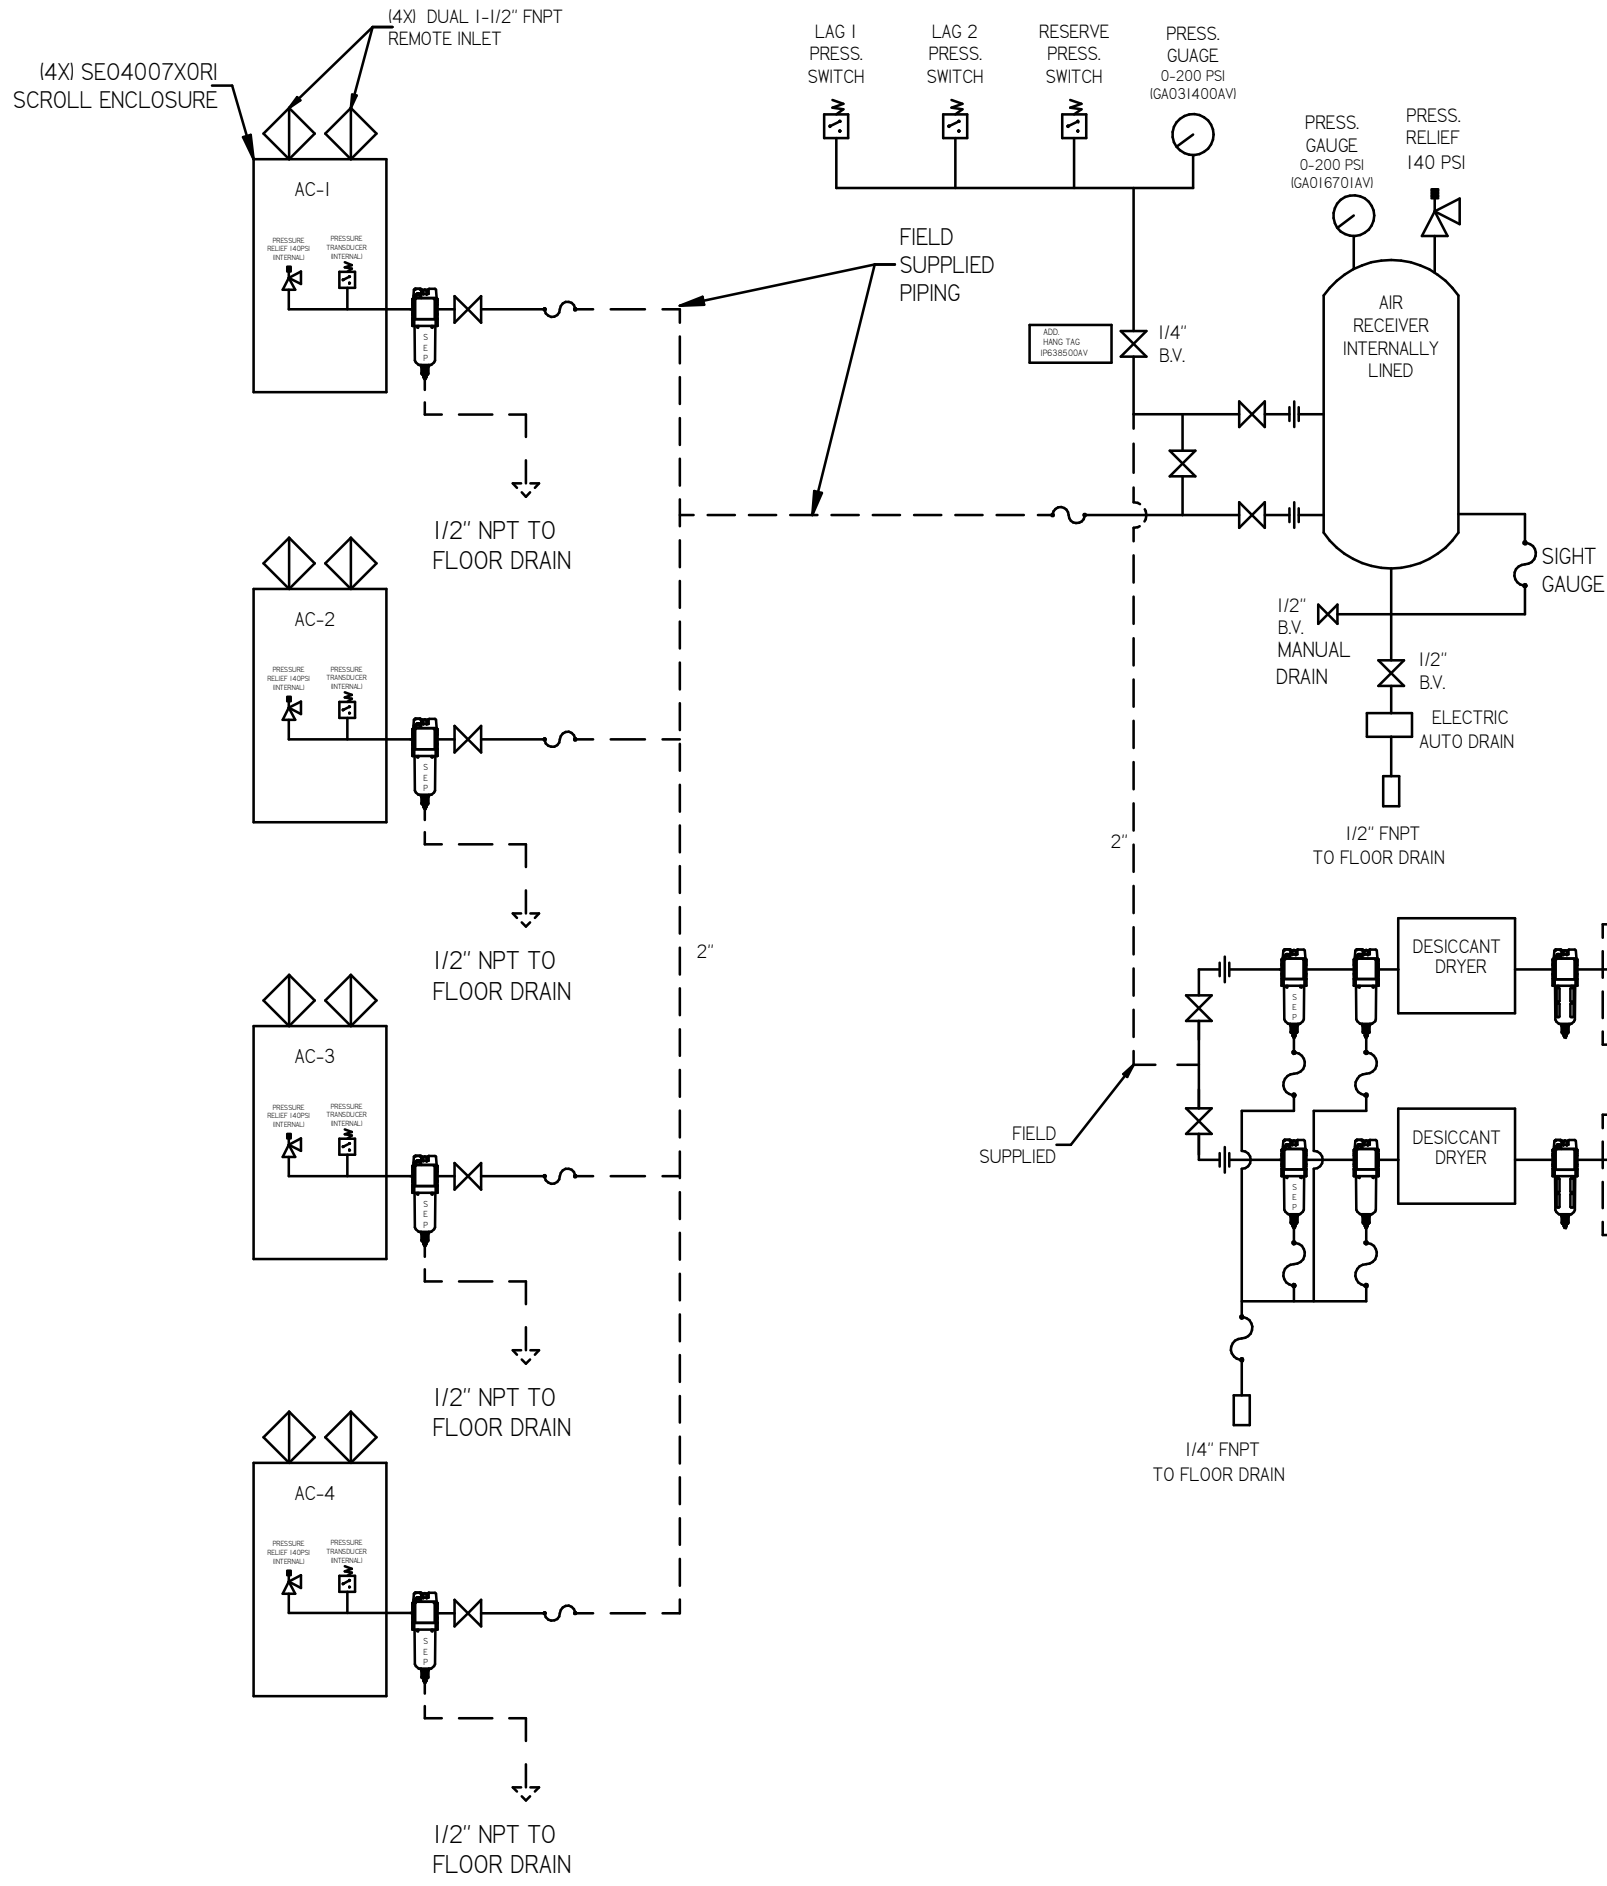 (4X) DUAL 1-1/2" FNPT
REMOTE INLET
(4X) SE04007X0R1
SCROLL ENCLOSURE
LAG 1
PRESS.
SWITCH
LAG 2
PRESS.
SWITCH
RESERVE
PRESS.
SWITCH
PRESS.
GUAGE
0-200 PSI
(GA031400AV)
PRESS.
GAUGE
0-200 PSI
(GA016701AV)
PRESS.
RELIEF
140 PSI
AC-1
PRESSURE
RELIEF 140PSI
(INTERNAL)
PRESSURE
TRANSDUCER
(INTERNAL)
S
E
P
1/2" NPT TO
FLOOR DRAIN
FIELD
SUPPLIED
PIPING
ADD.
HANG TAG
IP638500AV
1/4"
B.V.
AIR
RECEIVER
INTERNALLY
LINED
SIGHT
GAUGE
1/2"
B.V.
MANUAL
DRAIN
1/2"
B.V.
ELECTRIC
AUTO DRAIN
1/2" FNPT
TO FLOOR DRAIN
AC-2
PRESSURE
RELIEF 140PSI
(INTERNAL)
PRESSURE
TRANSDUCER
(INTERNAL)
S
E
P
1/2" NPT TO
FLOOR DRAIN
2"
2"
DESICCANT
DRYER
S
E
P
FIELD
SUPPLIED
DESICCANT
DRYER
S
E
P
1/4" FNPT
TO FLOOR DRAIN
AC-3
PRESSURE
RELIEF 140PSI
(INTERNAL)
PRESSURE
TRANSDUCER
(INTERNAL)
S
E
P
1/2" NPT TO
FLOOR DRAIN
AC-4
PRESSURE
RELIEF 140PSI
(INTERNAL)
PRESSURE
TRANSDUCER
(INTERNAL)
S
E
P
1/2" NPT TO
FLOOR DRAIN